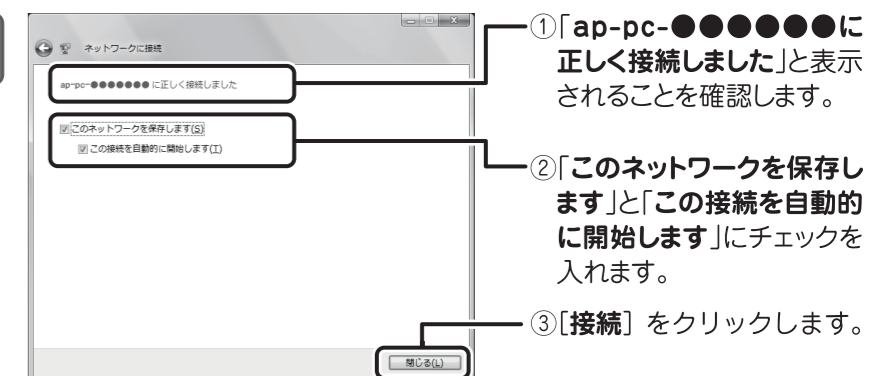 ネットワークに接続
ap-pc-●●●●●●● に正しく接続しました
このネットワークを保存します(S)
この接続を自動的に開始します(T)
閉じる(L)
①「ap-pc-●●●●●●に
正しく接続しました」と表示
されることを確認します。
②「このネットワークを保存し
ます」と「この接続を自動的
に開始します」にチェックを
入れます。
③[接続] をクリックします。